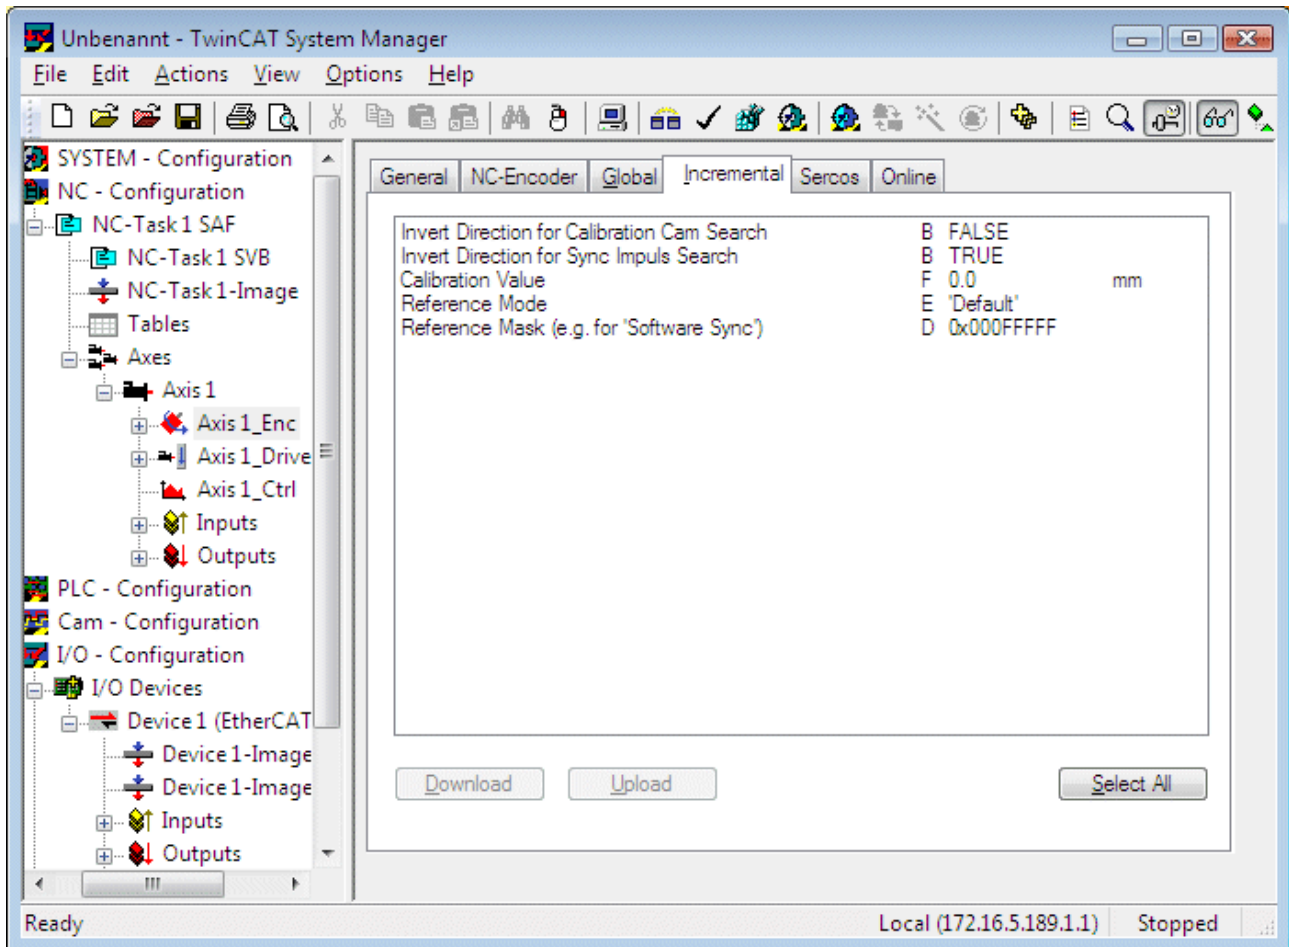 Unbenannt - TwinCAT System Manager
File Edit Actions View Options Help
SYSTEM - Configuration
NC - Configuration
NC-Task 1 SAF
NC-Task 1 SVB
NC-Task 1-Image
Tables
Axes
Axis 1
Axis 1_Enc
Axis 1_Drive
Axis 1_Ctrl
Inputs
Outputs
PLC - Configuration
Cam - Configuration
I/O - Configuration
I/O Devices
Device 1 (EtherCAT
Device 1-Image
Device 1-Image
Inputs
Outputs
General NC-Encoder Global Incremental Sercos Online
Invert Direction for Calibration Cam Search B FALSE
Invert Direction for Sync Impuls Search B TRUE
Calibration Value F 0.0 mm
Reference Mode E 'Default'
Reference Mask (e.g. for 'Software Sync') D 0x000FFFFF
Download Upload Select All
Ready Local (172.16.5.189.1.1) Stopped